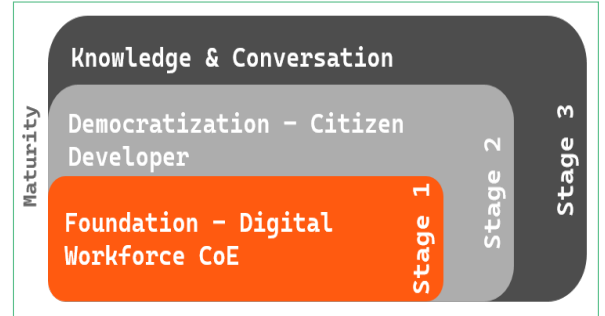 Knowledge & Conversation
Democratization – Citizen
Developer
Foundation – Digital
Workforce CoE
Stage 1
Stage 2
Stage 3
Maturity